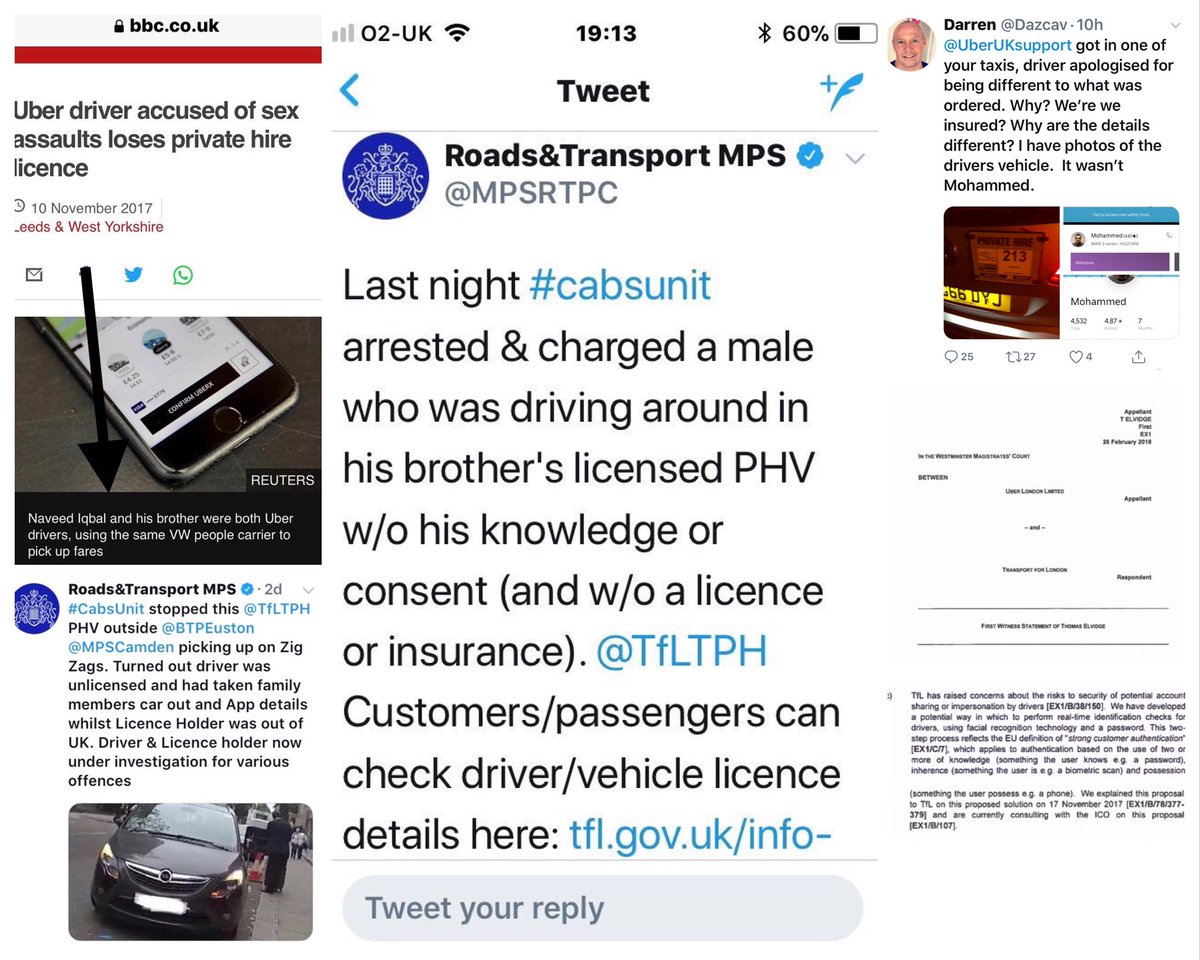 bbc.co.uk
Uber driver accused of sex
assaults loses private hire
licence
10 November 2017
Leeds & West Yorkshire
CONFIRM UBERX
REUTERS
Naveed Iqbal and his brother were both Uber
drivers, using the same VW people carrier to
pick up fares
Roads&Transport MPS · 2d
#CabsUnit stopped this @TfLTPH
PHV outside @BTPEuston
@MPSCamden picking up on Zig
Zags. Turned out driver was
unlicensed and had taken family
members car out and App details
whilst Licence Holder was out of
UK. Driver & Licence holder now
under investigation for various
offences
O2-UK
19:13
60%
Tweet
Roads&Transport MPS
@MPSRTPC
Last night #cabsunit
arrested & charged a male
who was driving around in
his brother's licensed PHV
w/o his knowledge or
consent (and w/o a licence
or insurance). @TfLTPH
Customers/passengers can
check driver/vehicle licence
details here: tfl.gov.uk/info-
Tweet your reply
Darren @Dazcav · 10h
@UberUKsupport got in one of
your taxis, driver apologised for
being different to what was
ordered. Why? We're we
insured? Why are the details
different? I have photos of the
drivers vehicle. It wasn't
Mohammed.
PRIVATE HIRE
213
Mohammed
Mohammed
4,532 4.87 7
25 27 4
Appellant
T ELVIDGE
First
EX1
26 February 2018
IN THE WESTMINSTER MAGISTRATES' COURT
BETWEEN
UBER LONDON LIMITED
Appellant
– and –
TRANSPORT FOR LONDON
Respondent
FIRST WITNESS STATEMENT OF THOMAS ELVIDGE
TfL has raised concerns about the risks to security of potential account
sharing or impersonation by drivers [EX1/B/38/150]. We have developed
a potential way in which to perform real-time identification checks for
drivers, using facial recognition technology and a password. This two-
step process reflects the EU definition of "strong customer authentication"
[EX1/C/7], which applies to authentication based on the use of two or
more of knowledge (something the user knows e.g. a password),
inherence (something the user is e.g. a biometric scan) and possession
(something the user possess e.g. a phone). We explained this proposal
to TfL on this proposed solution on 17 November 2017 [EX1/B/78/377-
379] and are currently consulting with the ICO on this proposal
[EX1/B/107].